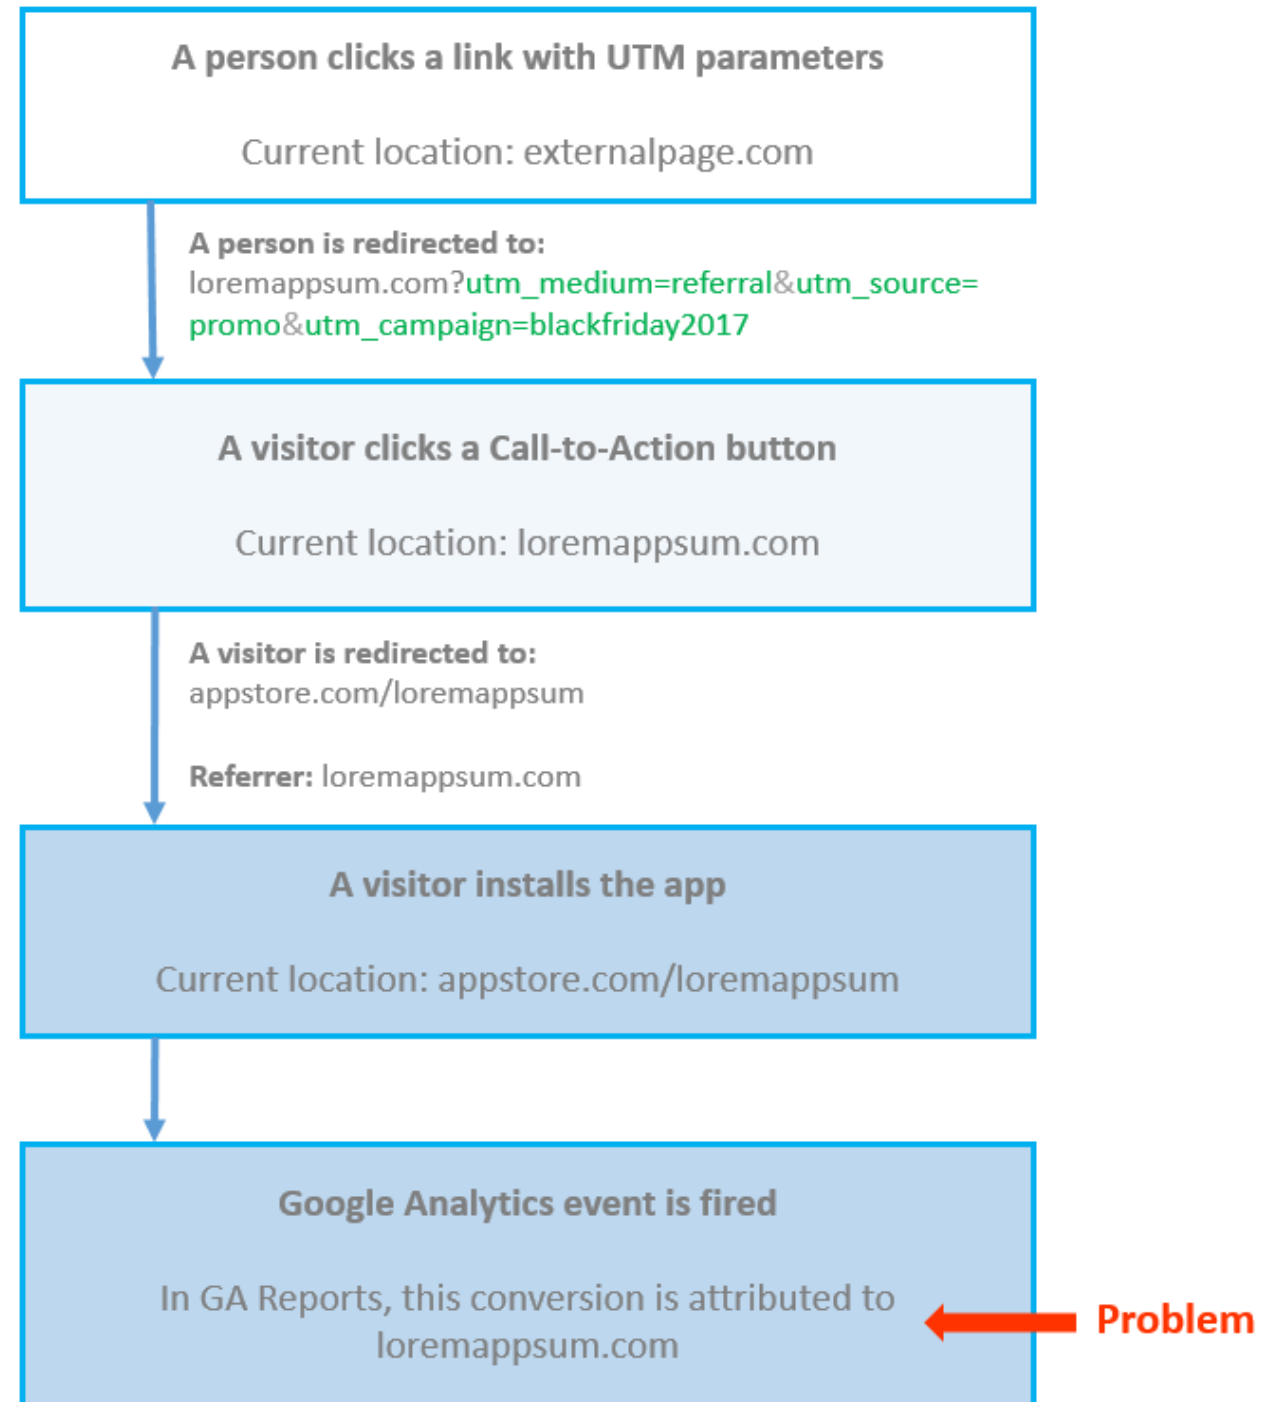 A person clicks a link with UTM parameters
Current location: externalpage.com
A person is redirected to:
loremappsum.com?utm_medium=referral&utm_source=
promo&utm_campaign=blackfriday2017
A visitor clicks a Call-to-Action button
Current location: loremappsum.com
A visitor is redirected to:
appstore.com/loremappsum
Referrer: loremappsum.com
A visitor installs the app
Current location: appstore.com/loremappsum
Google Analytics event is fired
In GA Reports, this conversion is attributed to
loremappsum.com
Problem